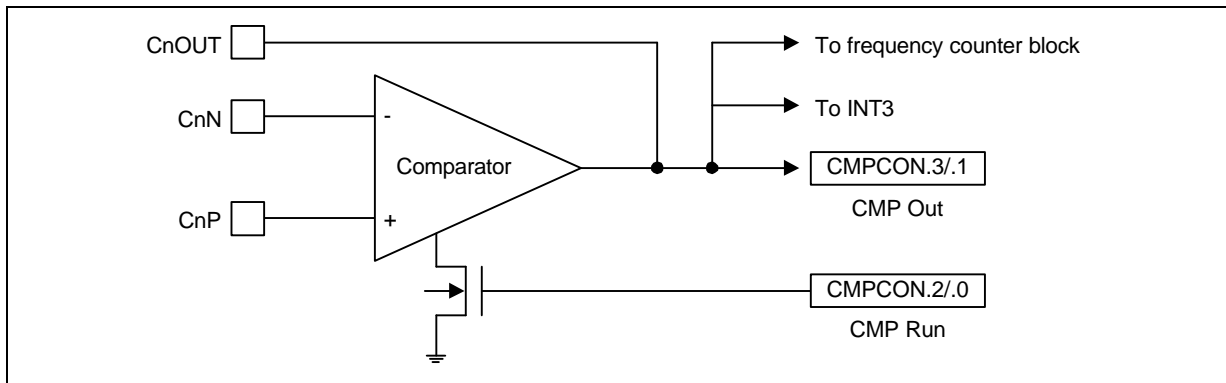 CnOUT
To frequency counter block
CnN
-
To INT3
Comparator
CMPCON.3/.1
CMP Out
CnP
+
CMPCON.2/.0
CMP Run